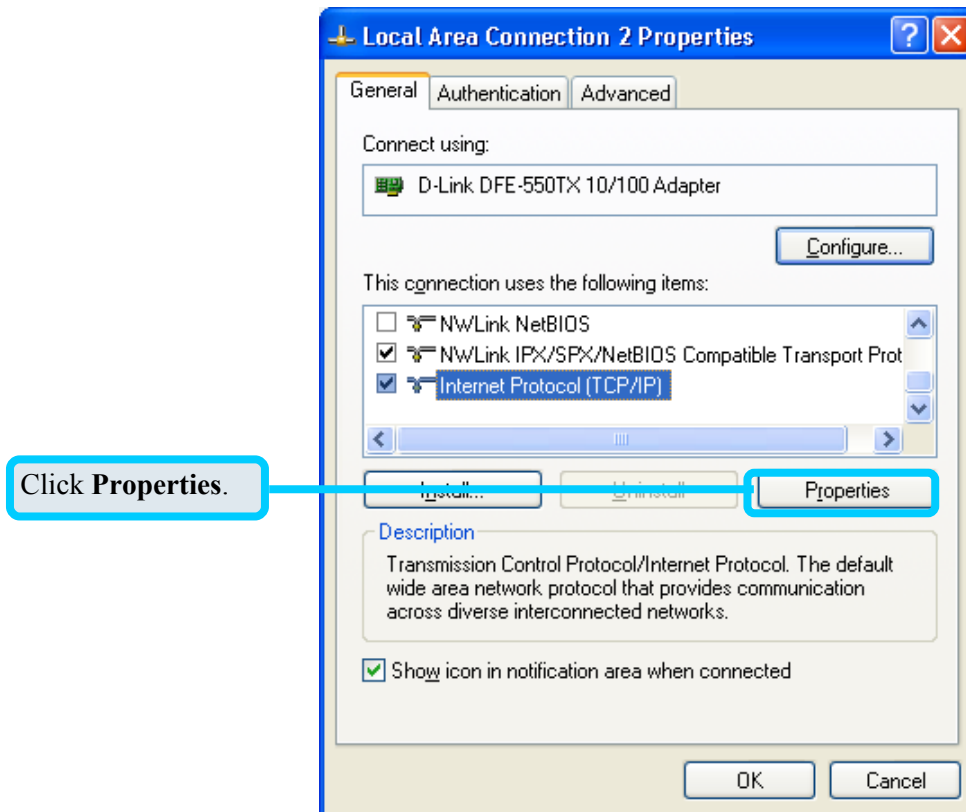 Local Area Connection 2 Properties
General
Authentication
Advanced
Connect using:
D-Link DFE-550TX 10/100 Adapter
Configure...
This connection uses the following items:
NWLink NetBIOS
NWLink IPX/SPX/NetBIOS Compatible Transport Prot
Internet Protocol (TCP/IP)
Click Properties.
Install...
Uninstall
Properties
Description
Transmission Control Protocol/Internet Protocol. The default
wide area network protocol that provides communication
across diverse interconnected networks.
Show icon in notification area when connected
OK
Cancel